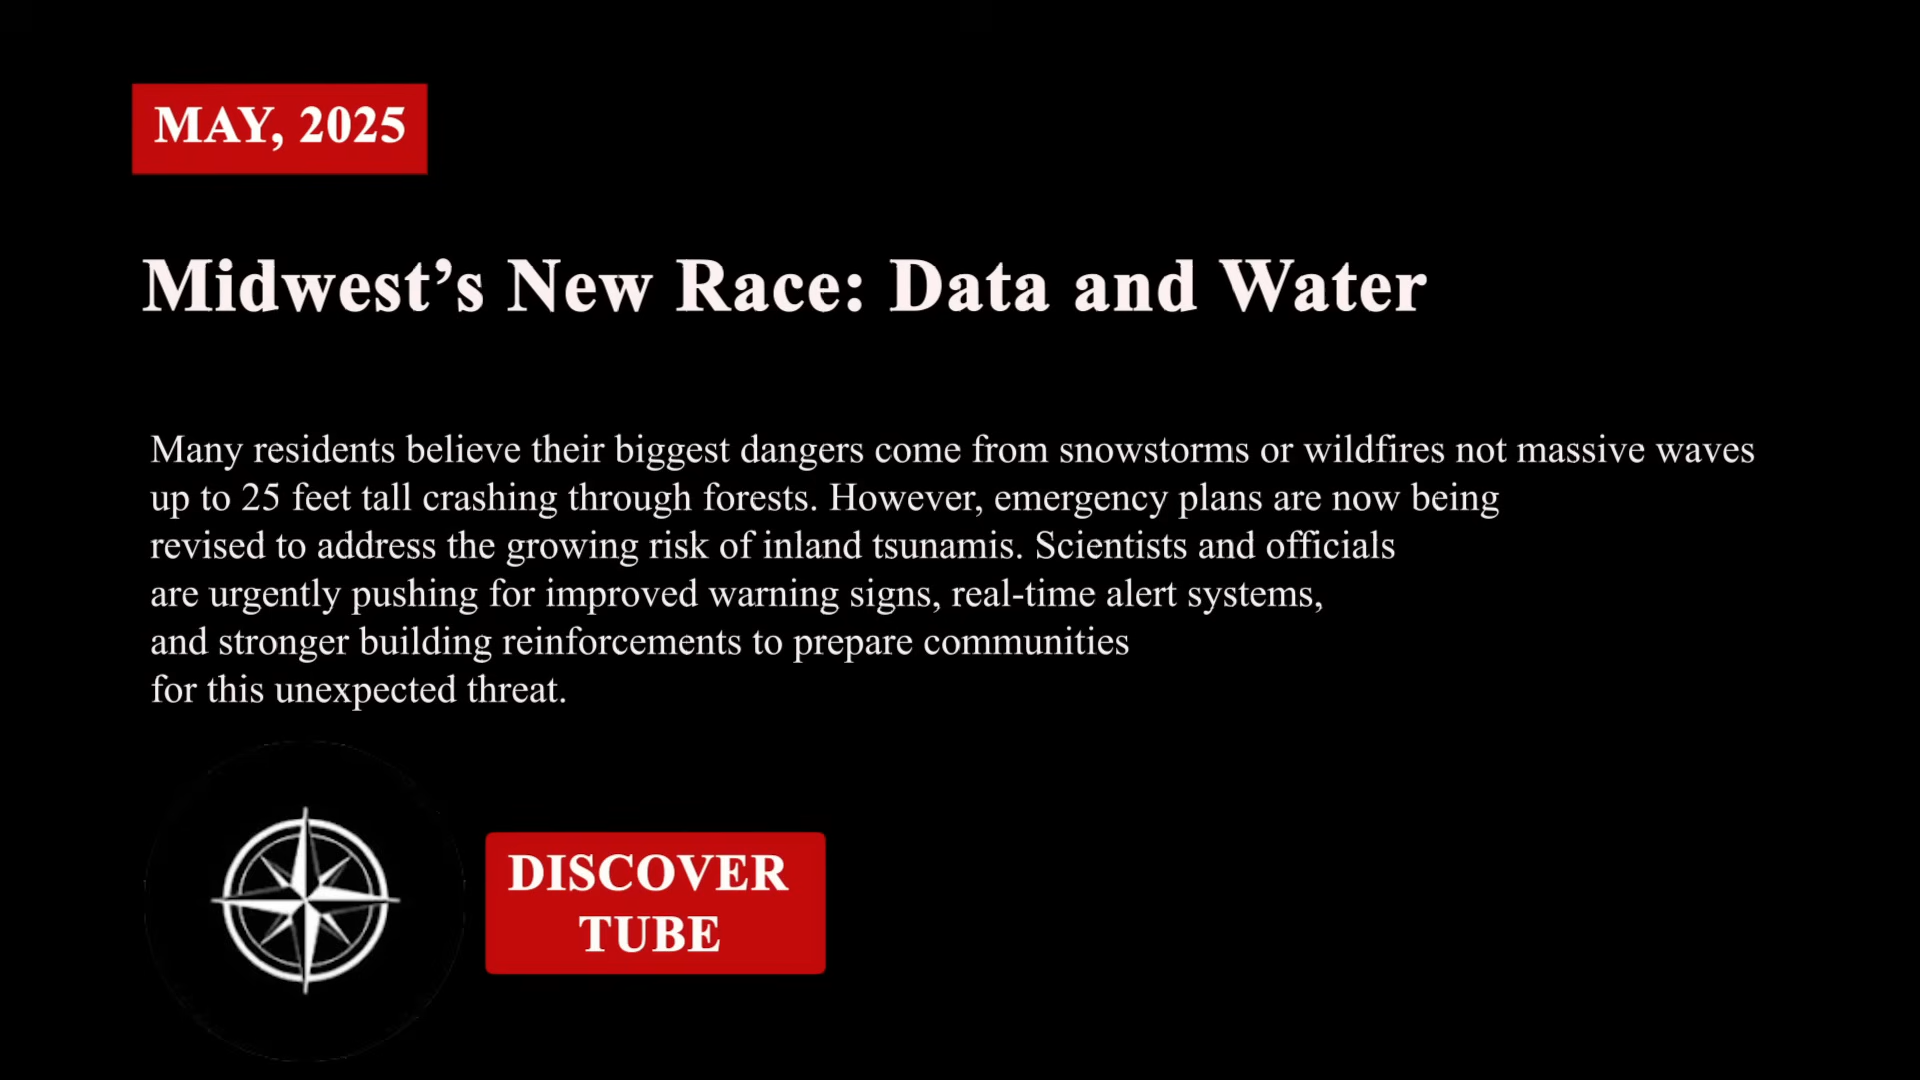 MAY, 2025
Midwest’s New Race: Data and Water
Many residents believe their biggest dangers come from snowstorms or wildfires not massive waves
up to 25 feet tall crashing through forests. However, emergency plans are now being
revised to address the growing risk of inland tsunamis. Scientists and officials
are urgently pushing for improved warning signs, real-time alert systems,
and stronger building reinforcements to prepare communities
for this unexpected threat.
DISCOVER
TUBE